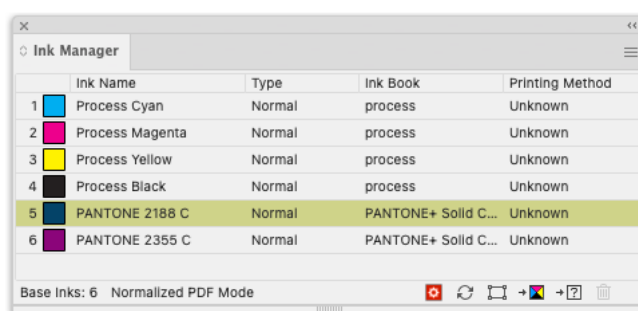 Ink Manager
Ink Name Type Ink Book Printing Method
1 Process Cyan Normal process Unknown
2 Process Magenta Normal process Unknown
3 Process Yellow Normal process Unknown
4 Process Black Normal process Unknown
5 PANTONE 2188 C Normal PANTONE+ Solid C... Unknown
6 PANTONE 2355 C Normal PANTONE+ Solid C... Unknown
Base Inks: 6 Normalized PDF Mode